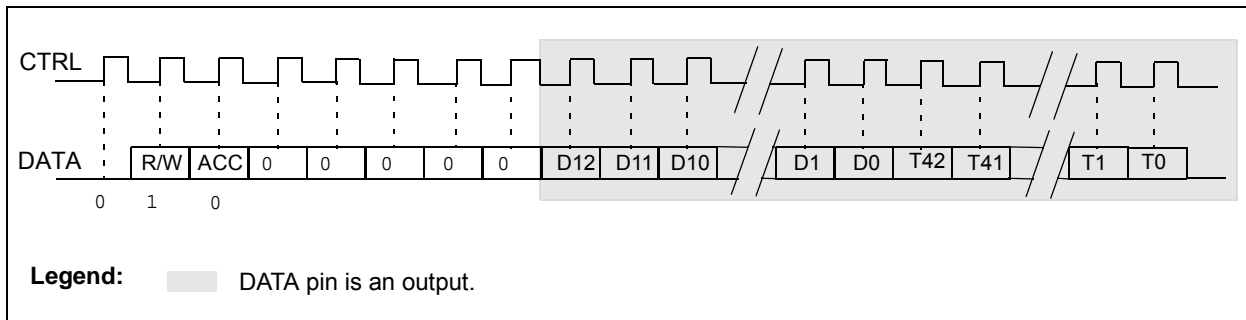 CTRL
DATA R/W ACC 0 0 0 0 0 D12 D11 D10 D1 D0 T42 T41 T1 T0
0 1 0
Legend: DATA pin is an output.